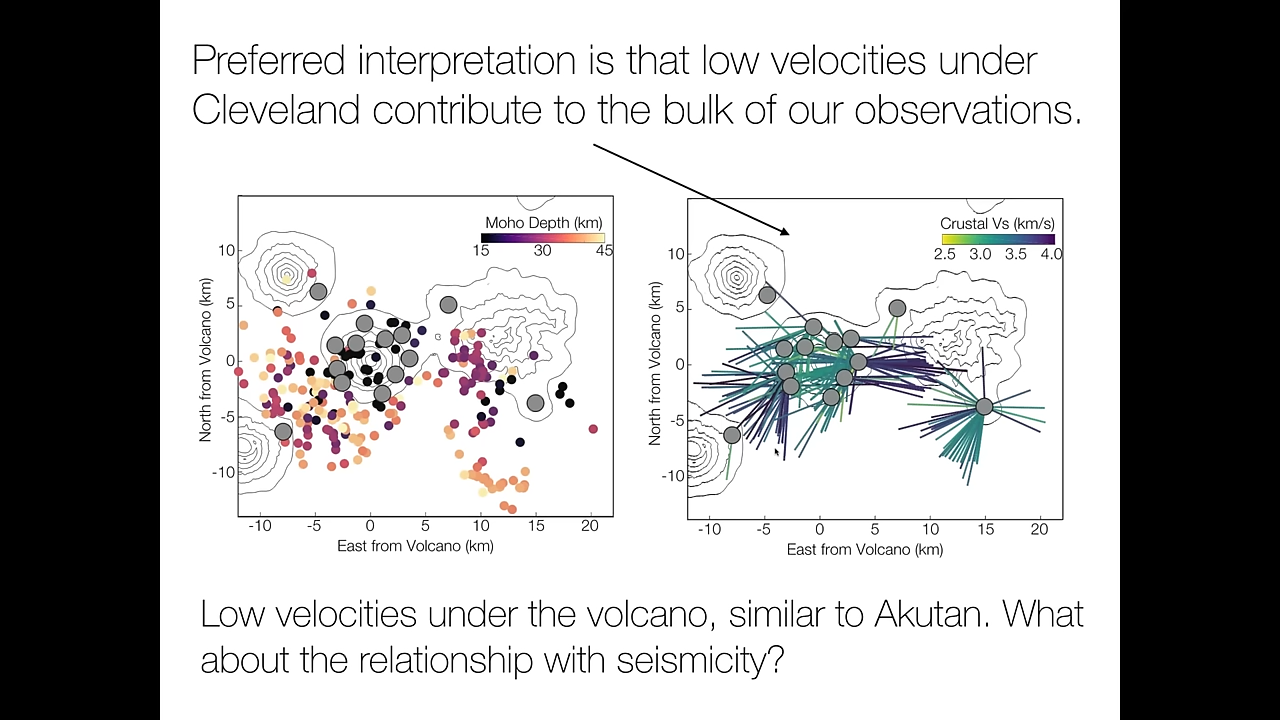 Preferred interpretation is that low velocities under
Cleveland contribute to the bulk of our observations.
Moho Depth (km)
15 30 45
10
5
0
-5
-10
North from Volcano (km)
-10 -5 0 5 10 15 20
East from Volcano (km)
Crustal Vs (km/s)
2.5 3.0 3.5 4.0
10
5
0
-5
-10
North from Volcano (km)
-10 -5 0 5 10 15 20
East from Volcano (km)
Low velocities under the volcano, similar to Akutan. What
about the relationship with seismicity?